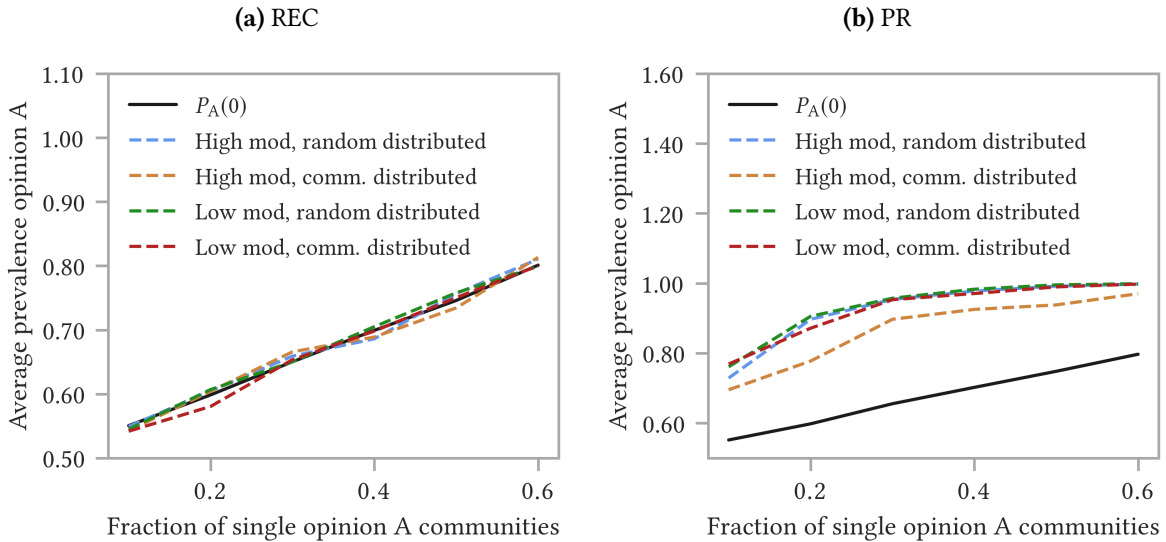 (a) REC
Average prevalence opinion A
1.10
1.00
0.90
0.80
0.70
0.60
0.50
P_A(0)
High mod, random distributed
High mod, comm. distributed
Low mod, random distributed
Low mod, comm. distributed
0.2 0.4 0.6
Fraction of single opinion A communities
(b) PR
Average prevalence opinion A
1.60
1.40
1.20
1.00
0.80
0.60
P_A(0)
High mod, random distributed
High mod, comm. distributed
Low mod, random distributed
Low mod, comm. distributed
0.2 0.4 0.6
Fraction of single opinion A communities